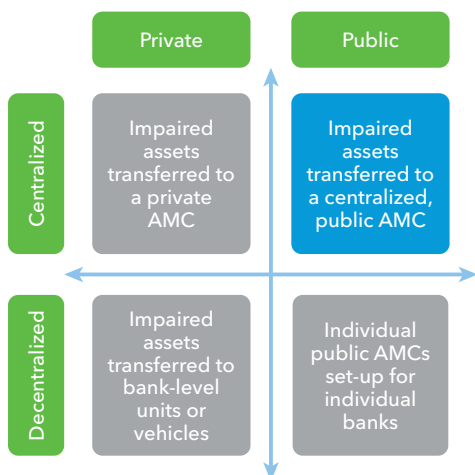 Private
Public
Centralized
Impaired
assets
transferred to
a private
AMC
Impaired
assets
transferred to
a centralized,
public AMC
Decentralized
Impaired
assets
transferred to
bank-level
units or
vehicles
Individual
public AMCs
set-up for
individual
banks